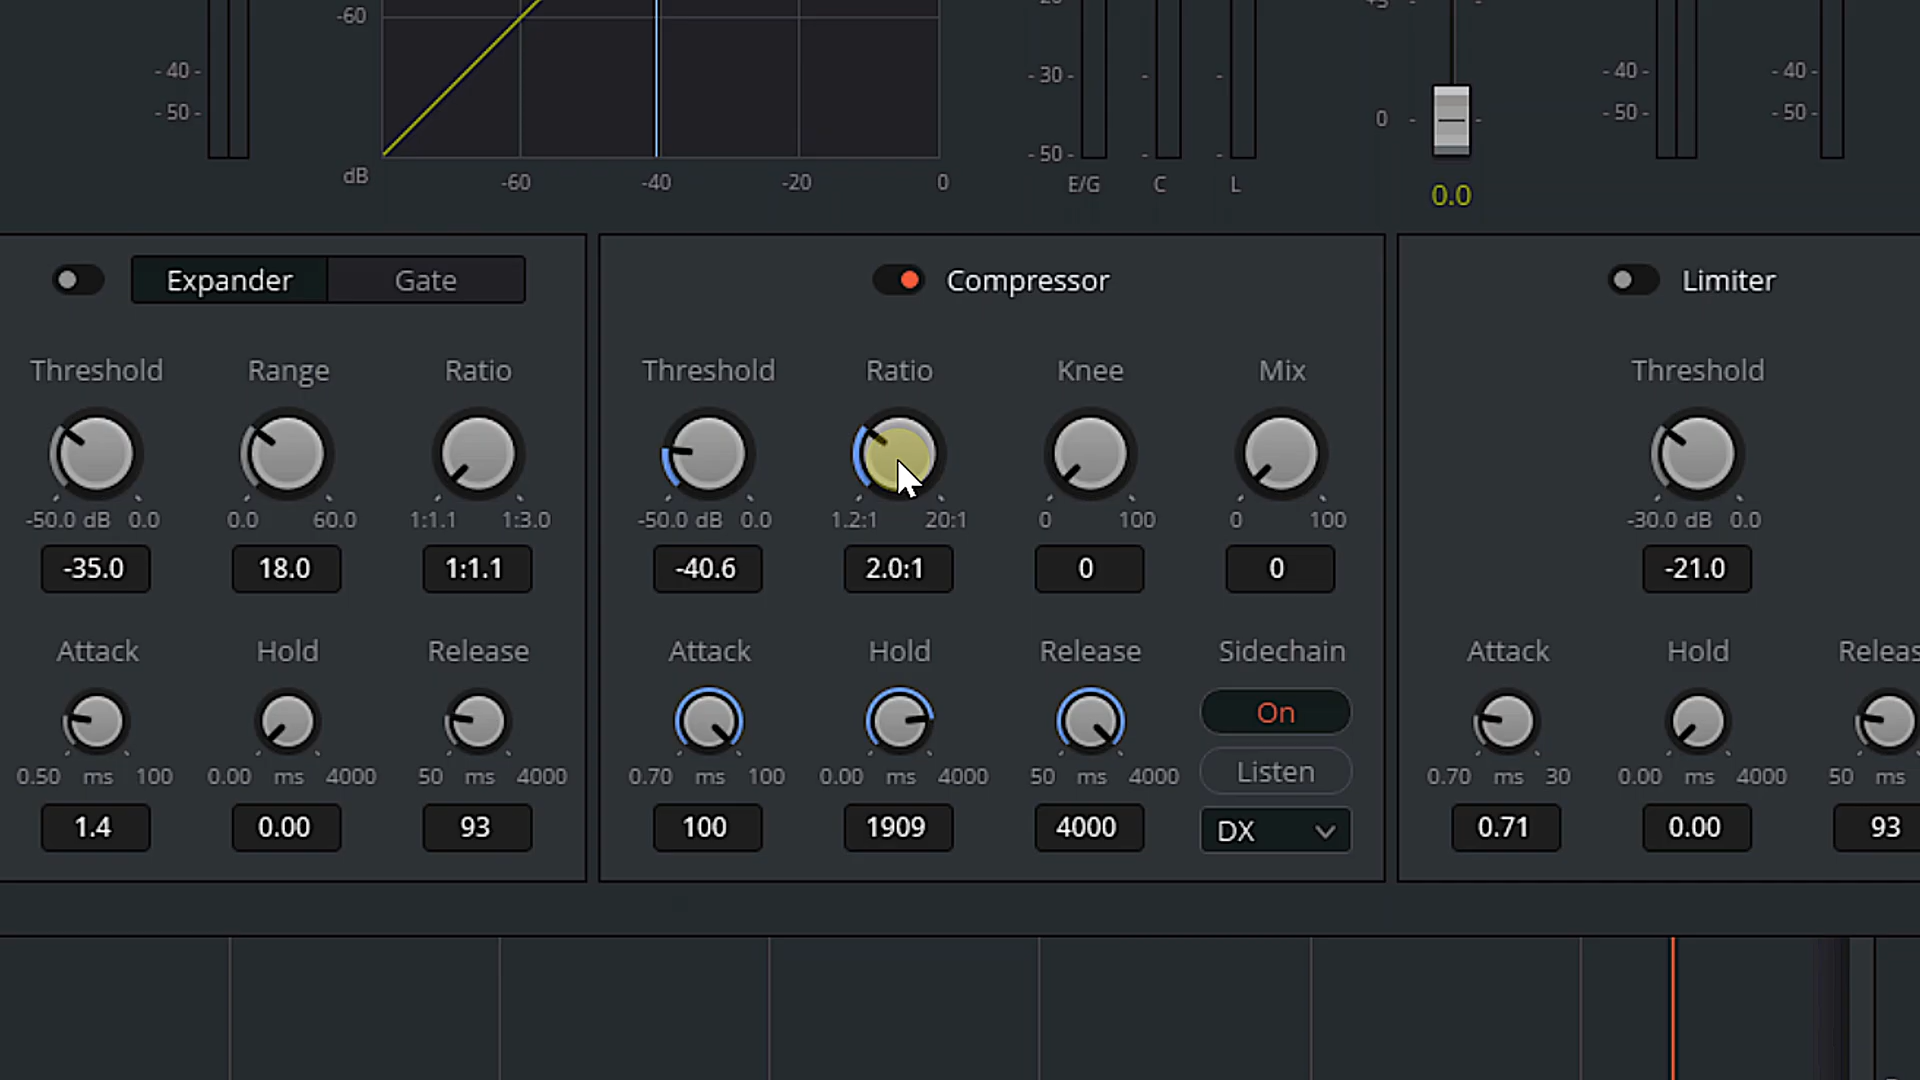 -60
- 40 -
- 50 -
dB
-60
-40
-20
0
- 30 -
- 50 -
E/G
C
L
0
0.0
- 40 -
- 50 -
- 40 -
- 50 -
Expander
Gate
Threshold
Range
Ratio
-50.0 dB 0.0
0.0 60.0
1:1.1 1:3.0
-35.0
18.0
1:1.1
Attack
Hold
Release
0.50 ms 100
0.00 ms 4000
50 ms 4000
1.4
0.00
93
Compressor
Threshold
Ratio
Knee
Mix
-50.0 dB 0.0
1.2:1 20:1
0 100
0 100
-40.6
2.0:1
0
0
Attack
Hold
Release
Sidechain
0.70 ms 100
0.00 ms 4000
50 ms 4000
On
Listen
100
1909
4000
DX
Limiter
Threshold
-30.0 dB 0.0
-21.0
Attack
Hold
Releas
0.70 ms 30
0.00 ms 4000
50 ms
0.71
0.00
93